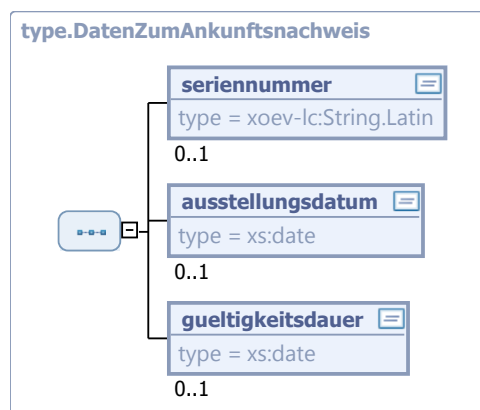 type.DatenZumAnkunftsnachweis
seriennummer
type = xoev-lc:String.Latin
0..1
ausstellungsdatum
type = xs:date
0..1
gueltigkeitsdauer
type = xs:date
0..1